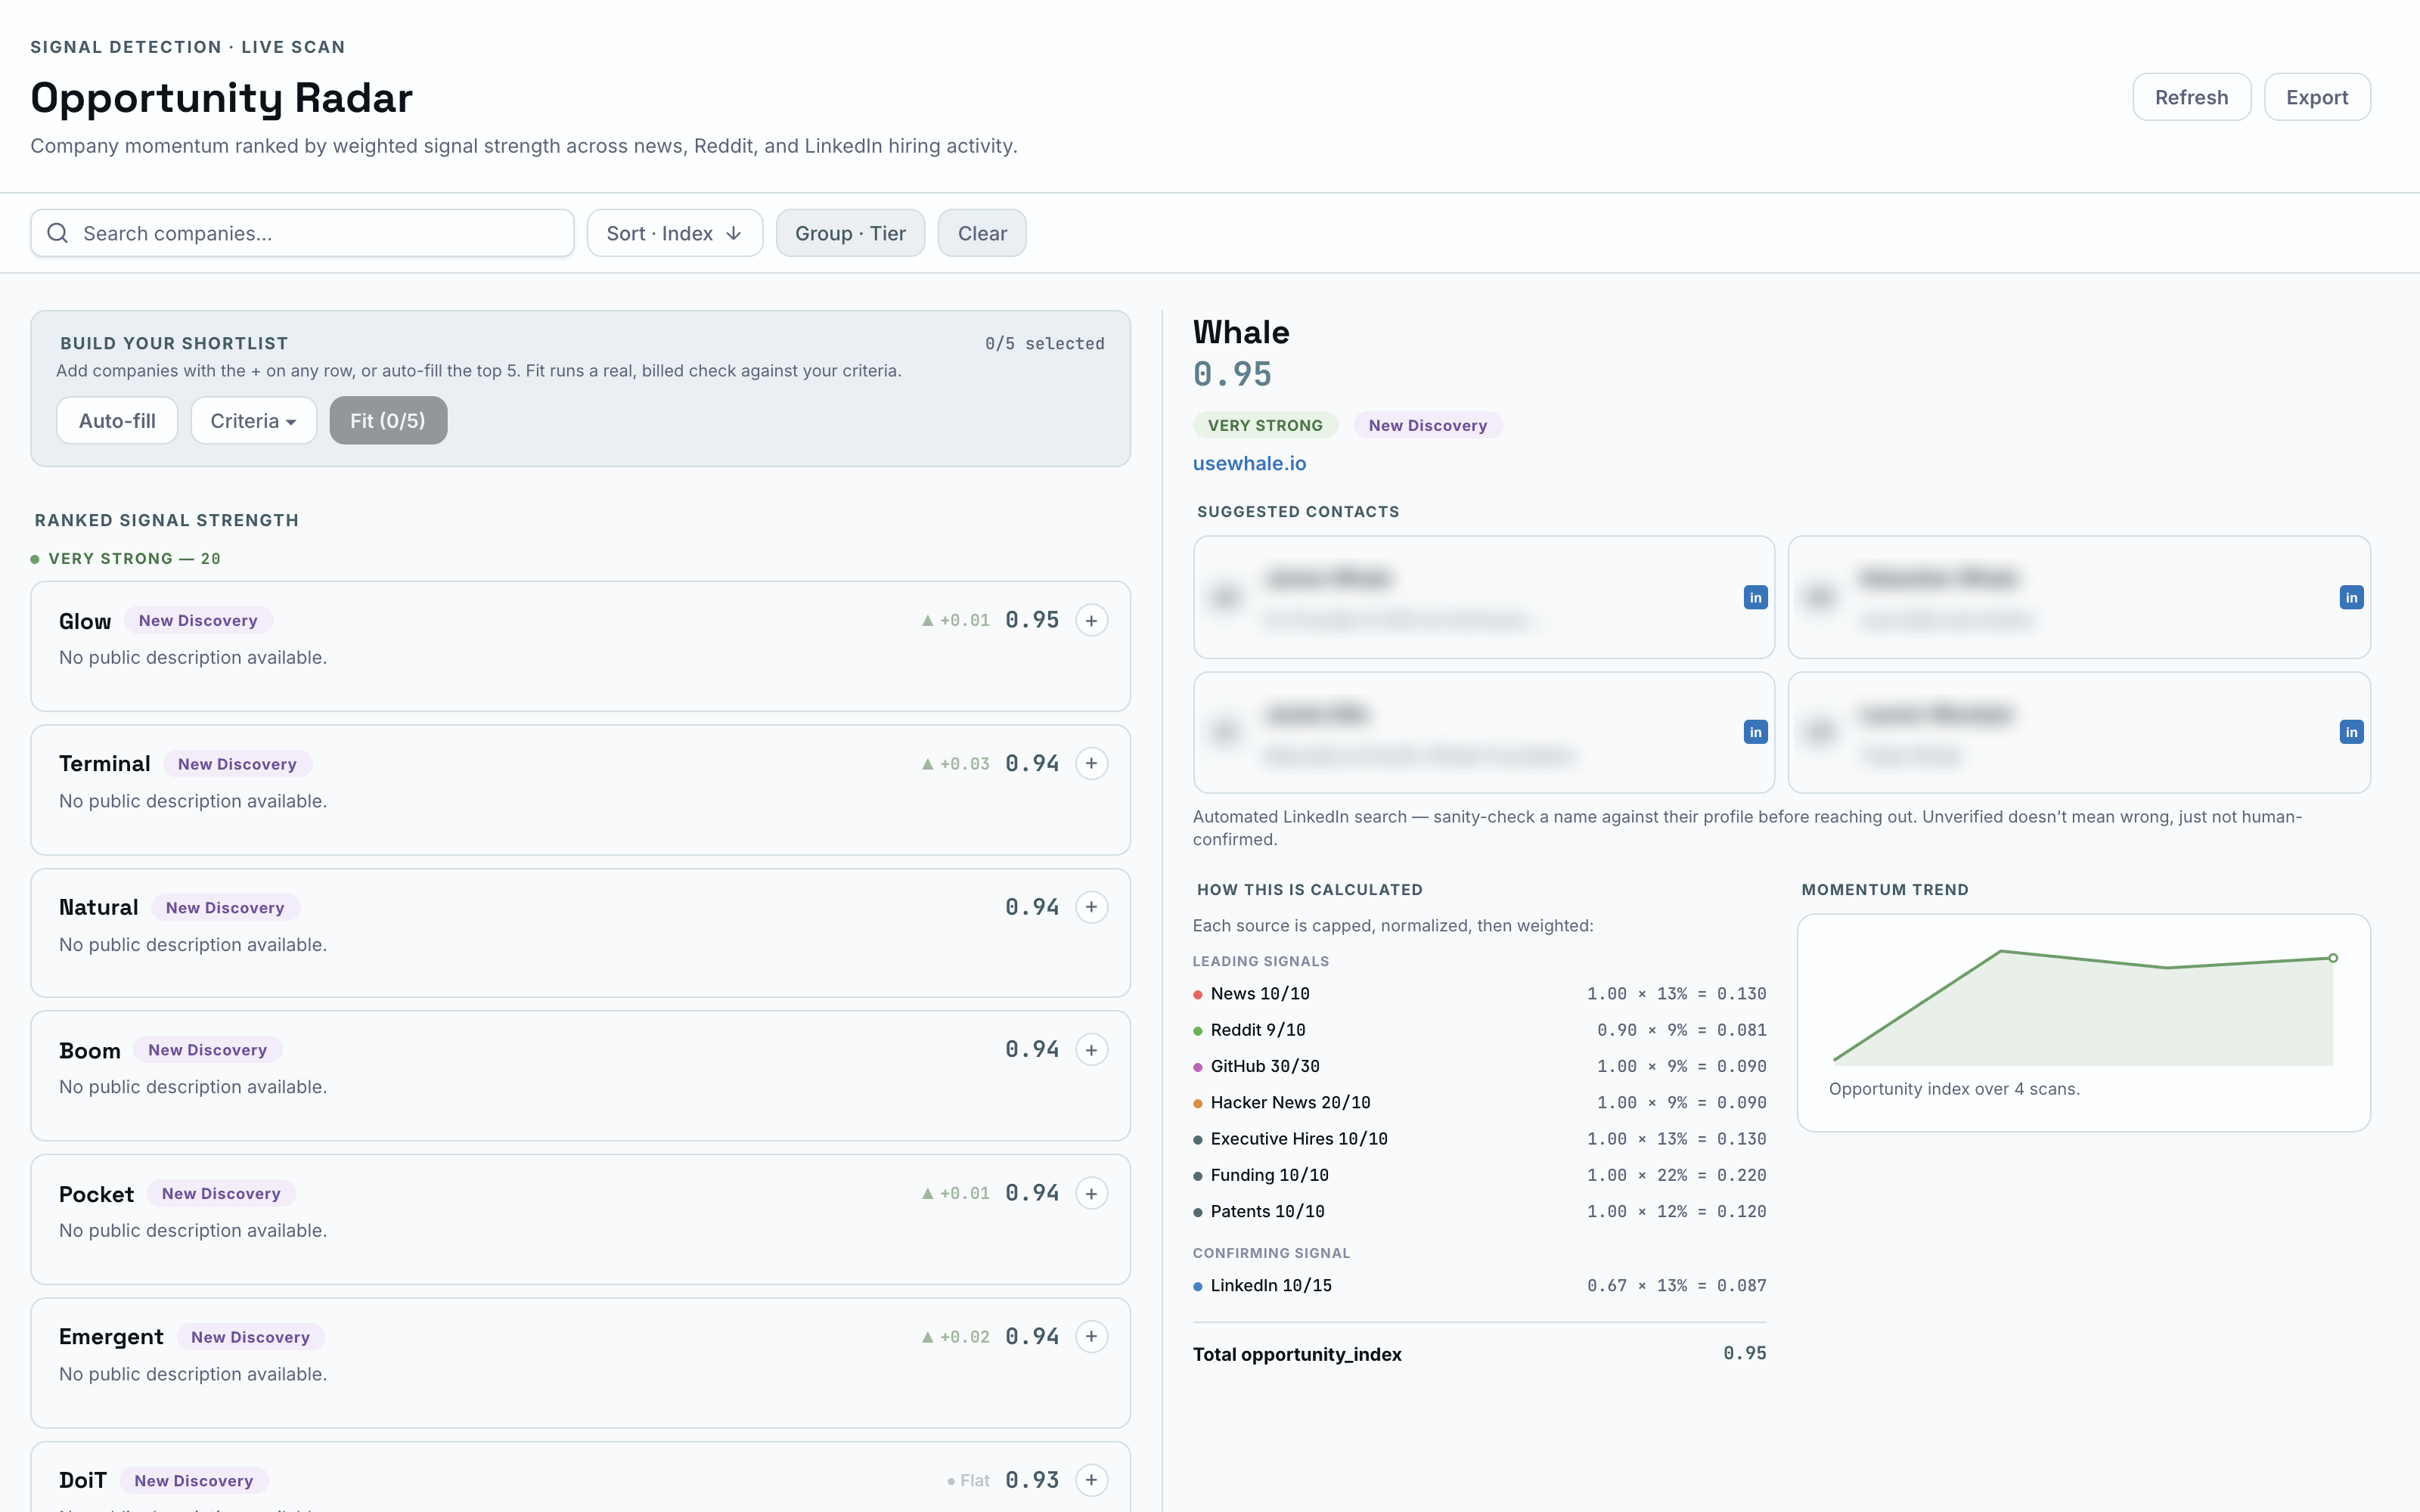 SIGNAL DETECTION · LIVE SCAN
Opportunity Radar
Company momentum ranked by weighted signal strength across news, Reddit, and LinkedIn hiring activity.
Refresh
Export
Search companies...
Sort · Index ↓
Group · Tier
Clear
BUILD YOUR SHORTLIST
0/5 selected
Add companies with the + on any row, or auto-fill the top 5. Fit runs a real, billed check against your criteria.
Auto-fill
Criteria
Fit (0/5)
RANKED SIGNAL STRENGTH
VERY STRONG — 20
Glow New Discovery ▲ +0.01 0.95 +
No public description available.
Terminal New Discovery ▲ +0.03 0.94 +
No public description available.
Natural New Discovery 0.94 +
No public description available.
Boom New Discovery 0.94 +
No public description available.
Pocket New Discovery ▲ +0.01 0.94 +
No public description available.
Emergent New Discovery ▲ +0.02 0.94 +
No public description available.
DoiT New Discovery • Flat 0.93 +
Whale
0.95
VERY STRONG New Discovery
usewhale.io
SUGGESTED CONTACTS
in
in
in
in
Automated LinkedIn search — sanity-check a name against their profile before reaching out. Unverified doesn't mean wrong, just not human-
confirmed.
HOW THIS IS CALCULATED
Each source is capped, normalized, then weighted:
LEADING SIGNALS
News 10/10 1.00 × 13% = 0.130
Reddit 9/10 0.90 × 9% = 0.081
GitHub 30/30 1.00 × 9% = 0.090
Hacker News 20/10 1.00 × 9% = 0.090
Executive Hires 10/10 1.00 × 13% = 0.130
Funding 10/10 1.00 × 22% = 0.220
Patents 10/10 1.00 × 12% = 0.120
CONFIRMING SIGNAL
LinkedIn 10/15 0.67 × 13% = 0.087
Total opportunity_index 0.95
MOMENTUM TREND
Opportunity index over 4 scans.